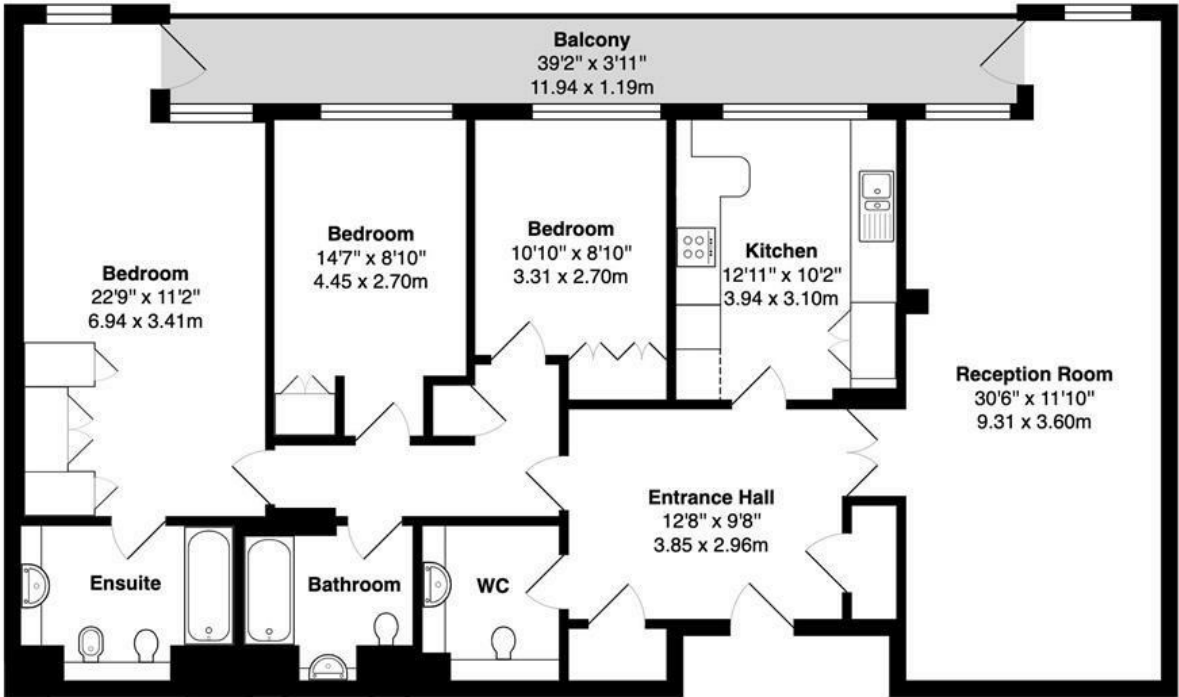 Balcony
39'2" x 3'11"
11.94 x 1.19m
Bedroom
22'9" x 11'2"
6.94 x 3.41m
Bedroom
14'7" x 8'10"
4.45 x 2.70m
Bedroom
10'10" x 8'10"
3.31 x 2.70m
Kitchen
12'11" x 10'2"
3.94 x 3.10m
Reception Room
30'6" x 11'10"
9.31 x 3.60m
Entrance Hall
12'8" x 9'8"
3.85 x 2.96m
Ensuite
Bathroom
WC